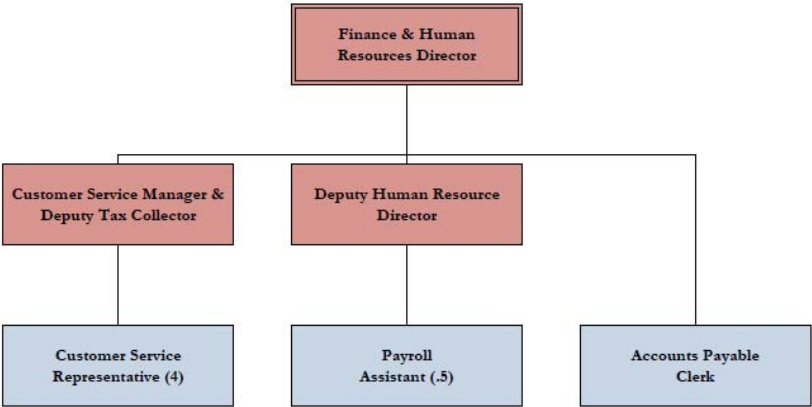 Finance & Human
Resources Director
Customer Service Manager &
Deputy Tax Collector
Deputy Human Resource
Director
Customer Service
Representative (4)
Payroll
Assistant (.5)
Accounts Payable
Clerk